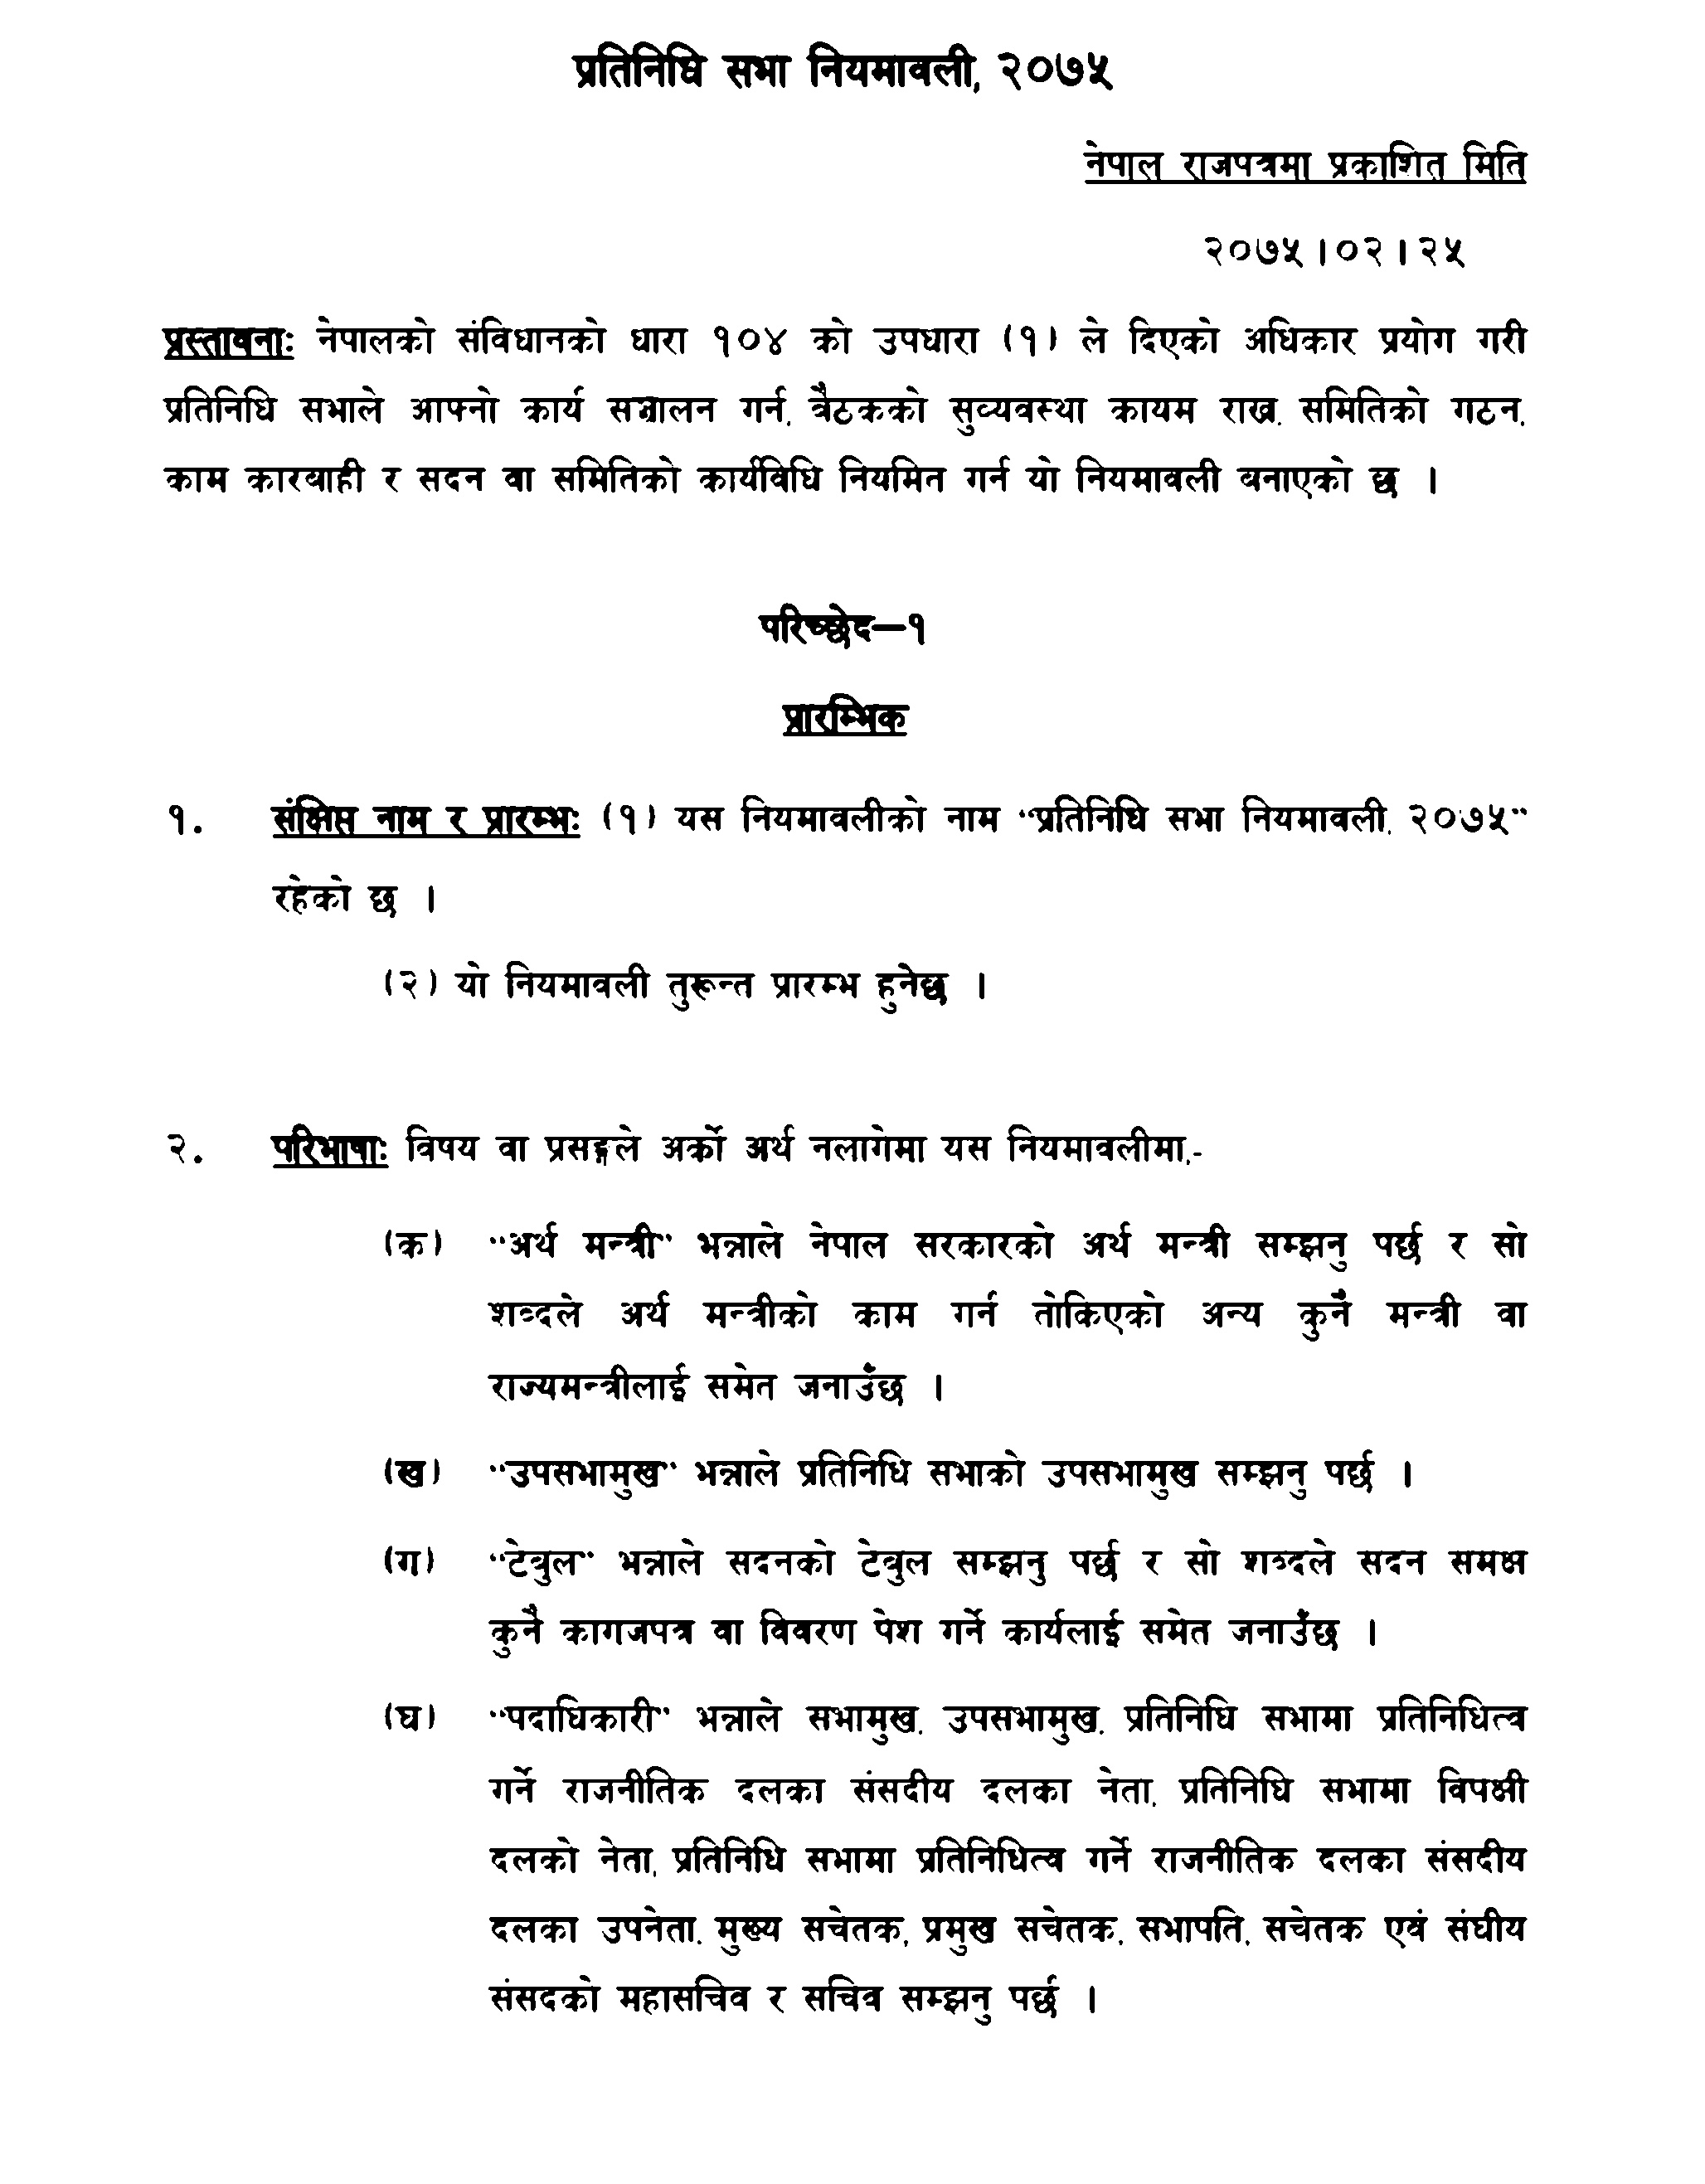 प्रतिनिधि सभा नियमावली, २०७५
नेपाल राजपत्रमा प्रकाशित मिति
२०७५।०२।२५
प्रस्तावनाः नेपालको संविधानको धारा १०४ को उपधारा (१) ले दिएको अधिकार प्रयोग गरी
प्रतिनिधि सभाले आफ्नो कार्य सञ्चालन गर्न, बैठकको सुव्यवस्था कायम राख्न, समितिको गठन,
काम कारबाही र सदन वा समितिको कार्यविधि नियमित गर्न यो नियमावली बनाएको छ ।
परिच्छेद–१
प्रारम्भिक
१. संक्षिप्त नाम र प्रारम्भः (१) यस नियमावलीको नाम "प्रतिनिधि सभा नियमावली, २०७५"
रहेको छ ।
(२) यो नियमावली तुरून्त प्रारम्भ हुनेछ ।
२. परिभाषाः विषय वा प्रसङ्गले अर्को अर्थ नलागेमा यस नियमावलीमा,-
(क) "अर्थ मन्त्री" भन्नाले नेपाल सरकारको अर्थ मन्त्री सम्झनु पर्छ र सो
शब्दले अर्थ मन्त्रीको काम गर्न तोकिएको अन्य कुनै मन्त्री वा
राज्यमन्त्रीलाई समेत जनाउँछ ।
(ख) "उपसभामुख" भन्नाले प्रतिनिधि सभाको उपसभामुख सम्झनु पर्छ ।
(ग) "टेबुल" भन्नाले सदनको टेबुल सम्झनु पर्छ र सो शब्दले सदन समक्ष
कुनै कागजपत्र वा विवरण पेश गर्ने कार्यलाई समेत जनाउँछ ।
(घ) "पदाधिकारी" भन्नाले सभामुख, उपसभामुख, प्रतिनिधि सभामा प्रतिनिधित्व
गर्ने राजनीतिक दलका संसदीय दलका नेता, प्रतिनिधि सभामा विपक्षी
दलको नेता, प्रतिनिधि सभामा प्रतिनिधित्व गर्ने राजनीतिक दलका संसदीय
दलका उपनेता, मुख्य सचेतक, प्रमुख सचेतक, सभापति, सचेतक एवं संघीय
संसदको महासचिव र सचिव सम्झनु पर्छ ।